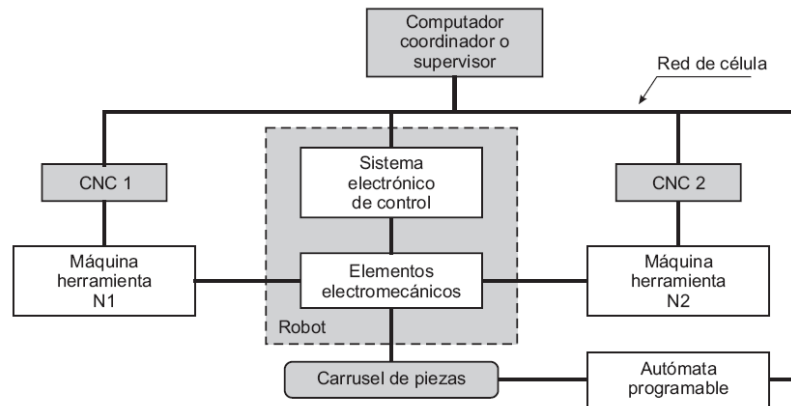 Computador
coordinador o
supervisor
Red de célula
CNC 1
Sistema
electrónico
de control
CNC 2
Máquina
herramienta
N1
Elementos
electromecánicos
Máquina
herramienta
N2
Robot
Carrusel de piezas
Autómata
programable